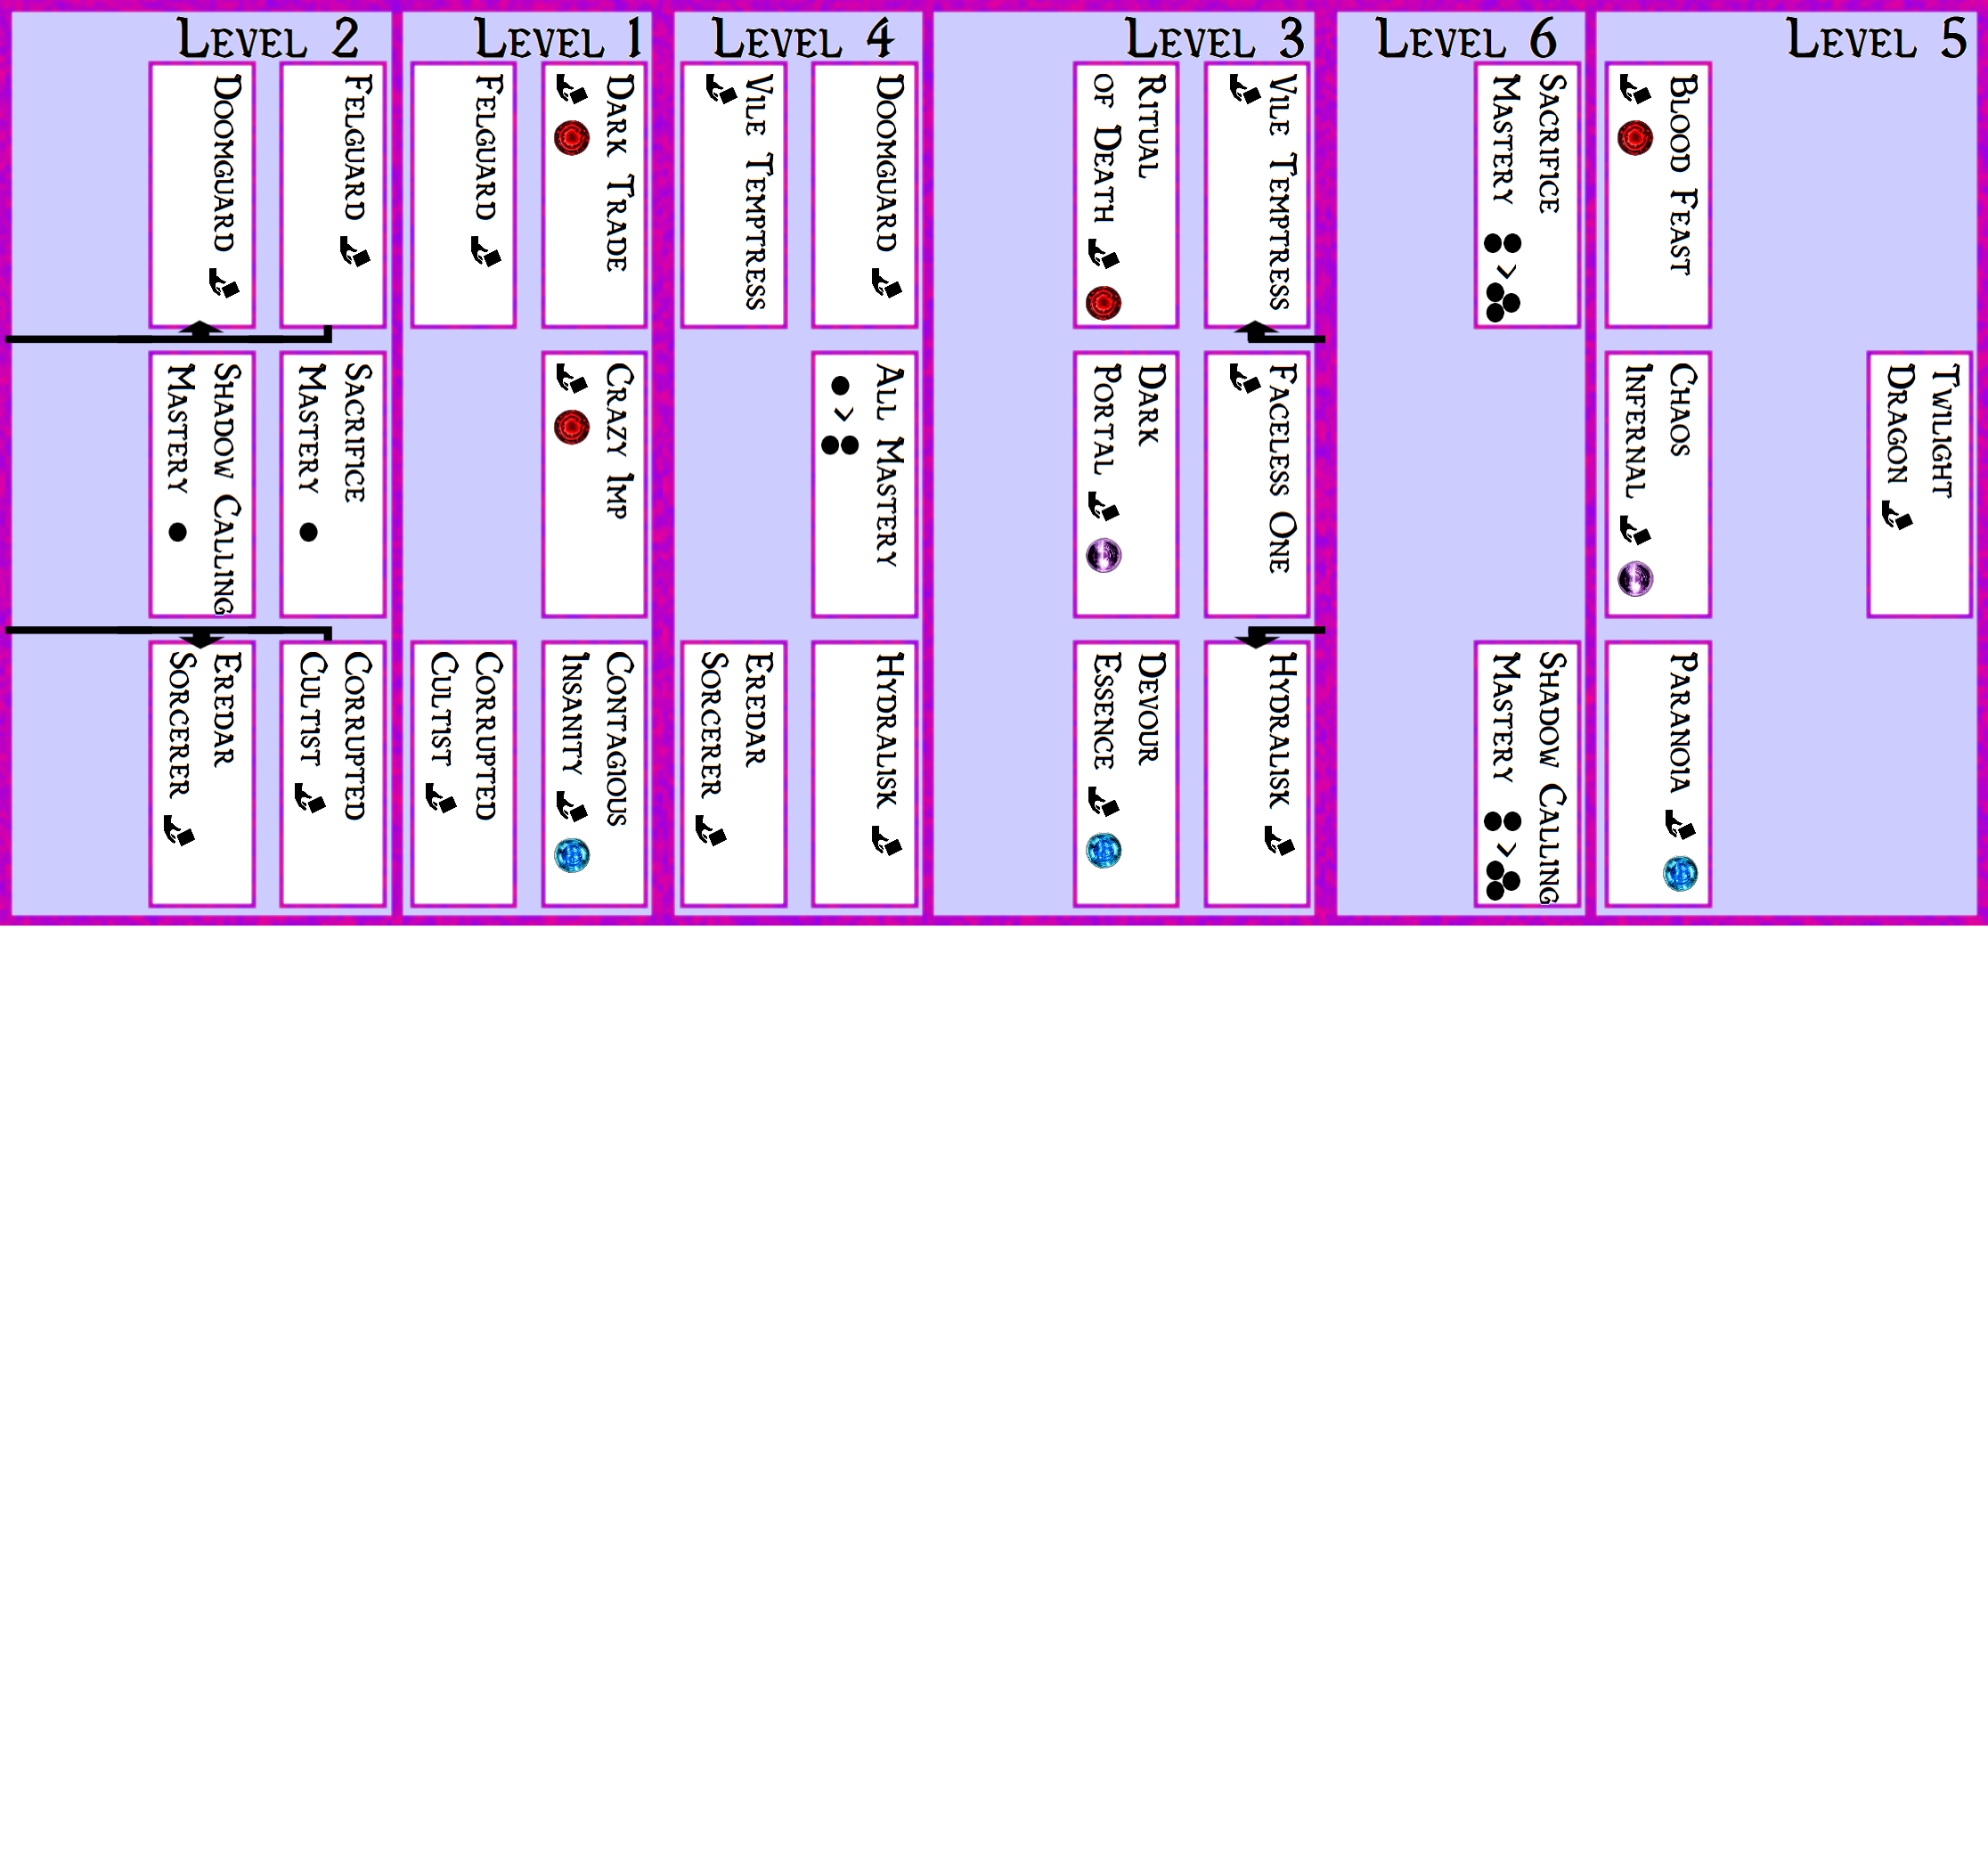 Level 2
Felguard
Doomguard
Sacrifice
Mastery
Shadow Calling
Mastery
Corrupted
Cultist
Eredar
Sorcerer
Level 1
Dark Trade
Felguard
Crazy Imp
Contagious
Insanity
Corrupted
Cultist
Level 4
Doomguard
Vile Temptress
All Mastery
>
Hydralisk
Eredar
Sorcerer
Level 3
Vile Temptress
Ritual
of Death
Faceless One
Dark
Portal
Hydralisk
Devour
Essence
Level 6
Sacrifice
Mastery >
Shadow Calling
Mastery >
Level 5
Blood Feast
Twilight
Dragon
Chaos
Infernal
Paranoia